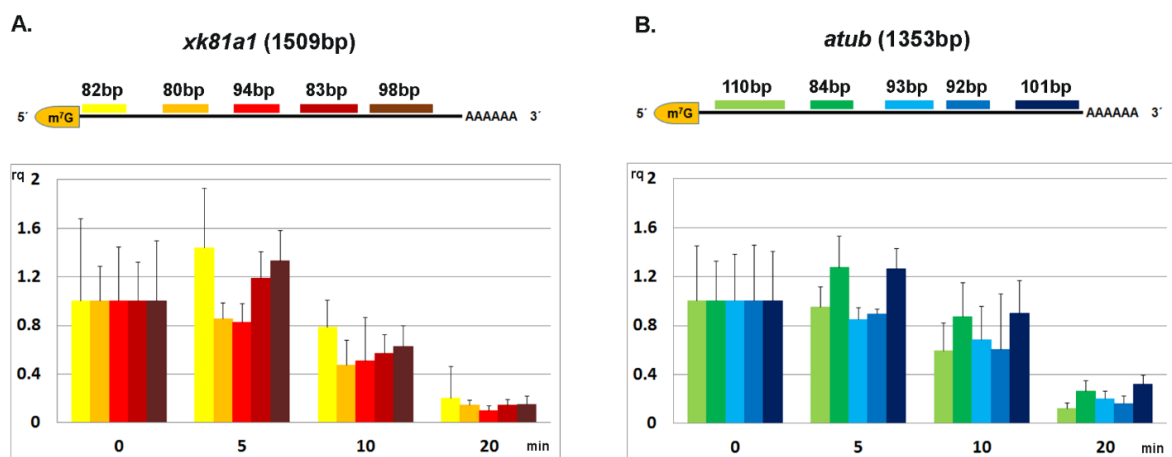 A.
xk81a1 (1509bp)
82bp 80bp 94bp 83bp 98bp
5´ m⁷G AAAAAA 3´
rq
2
1.6
1.2
0.8
0.4
0
0 5 10 20 min
B.
atub (1353bp)
110bp 84bp 93bp 92bp 101bp
5´ m⁷G AAAAAA 3´
rq
2
1.6
1.2
0.8
0.4
0
0 5 10 20 min